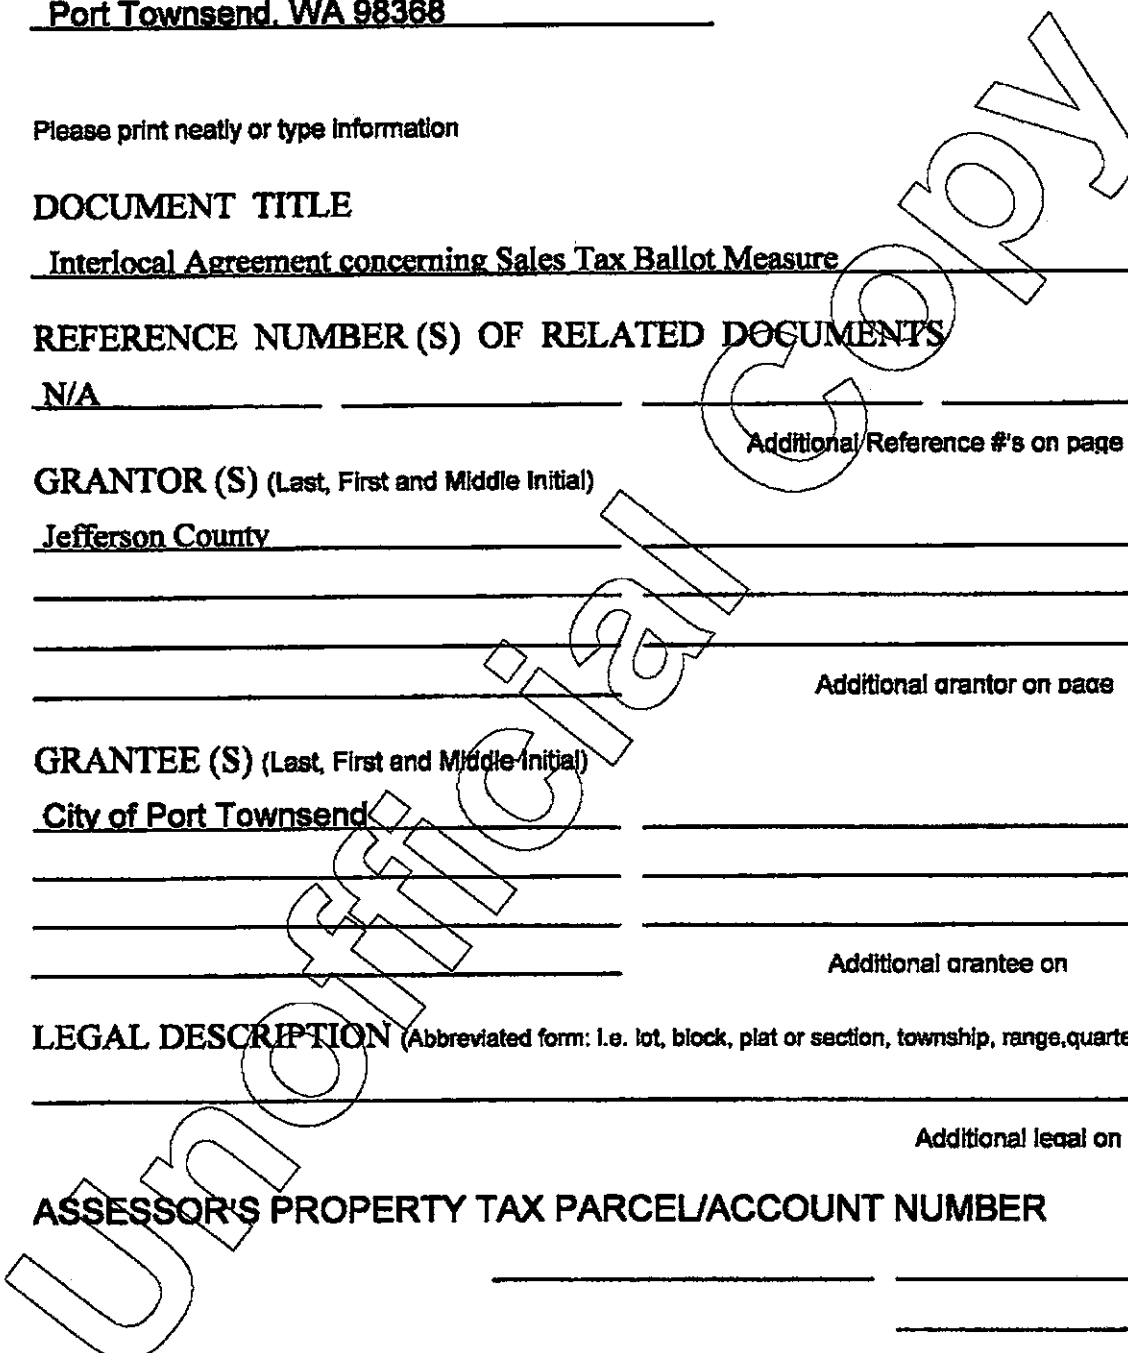 Port Townsend, WA 98368
Please print neatly or type information
DOCUMENT TITLE
Interlocal Agreement concerning Sales Tax Ballot Measure
REFERENCE NUMBER (S) OF RELATED DOCUMENTS
N/A
Additional Reference #'s on page
GRANTOR (S) (Last, First and Middle Initial)
Jefferson County
Additional grantor on page
GRANTEE (S) (Last, First and Middle Initial)
City of Port Townsend
Additional grantee on
LEGAL DESCRIPTION (Abbreviated form: i.e. lot, block, plat or section, township, range,quarte
Additional legal on
ASSESSOR'S PROPERTY TAX PARCEL/ACCOUNT NUMBER
Unofficial Copy